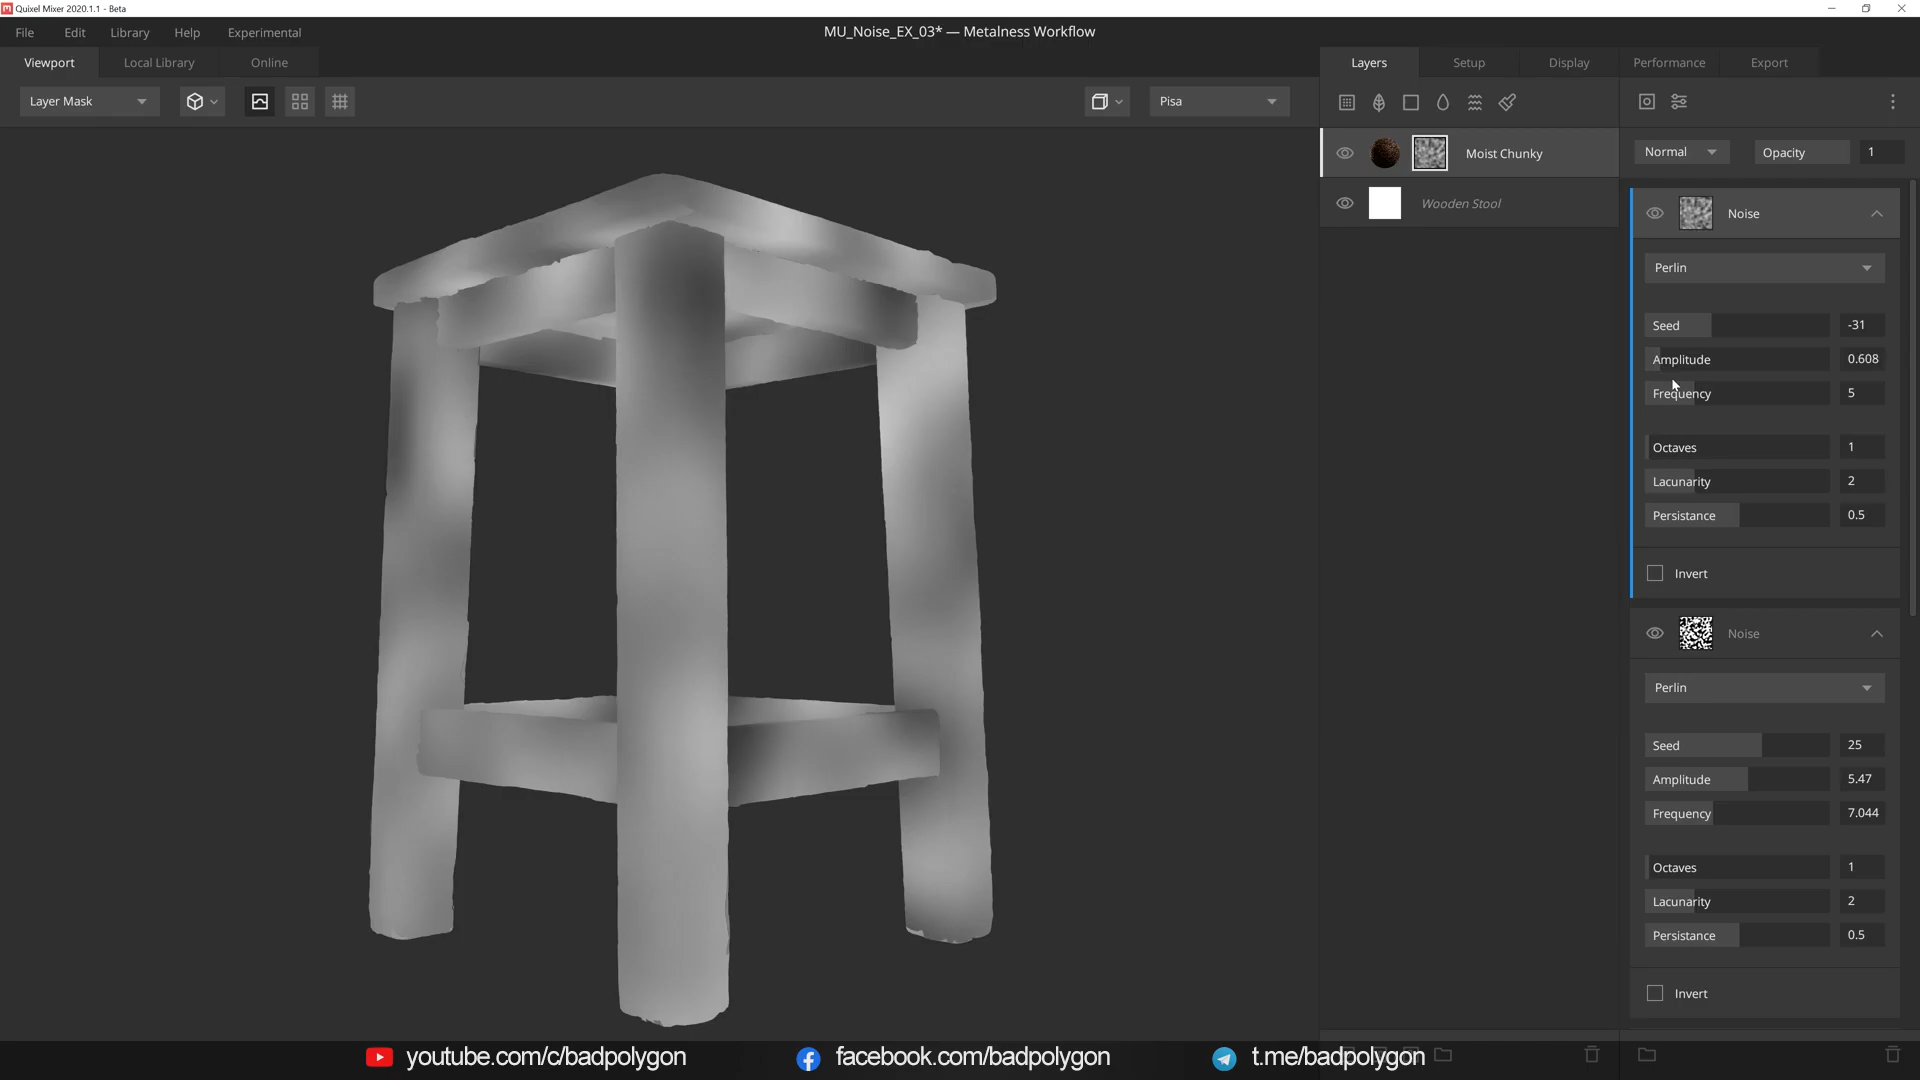 Quixel Mixer 2020.1.1 - Beta
File Edit Library Help Experimental
MU_Noise_EX_03* — Metalness Workflow
Viewport Local Library Online
Layers Setup Display Performance Export
Layer Mask
Pisa
Moist Chunky
Wooden Stool
Normal Opacity 1
Noise
Perlin
Seed -31
Amplitude 0.608
Frequency 5
Octaves 1
Lacunarity 2
Persistance 0.5
Invert
Noise
Perlin
Seed 25
Amplitude 5.47
Frequency 7.044
Octaves 1
Lacunarity 2
Persistance 0.5
Invert
youtube.com/c/badpolygon facebook.com/badpolygon t.me/badpolygon